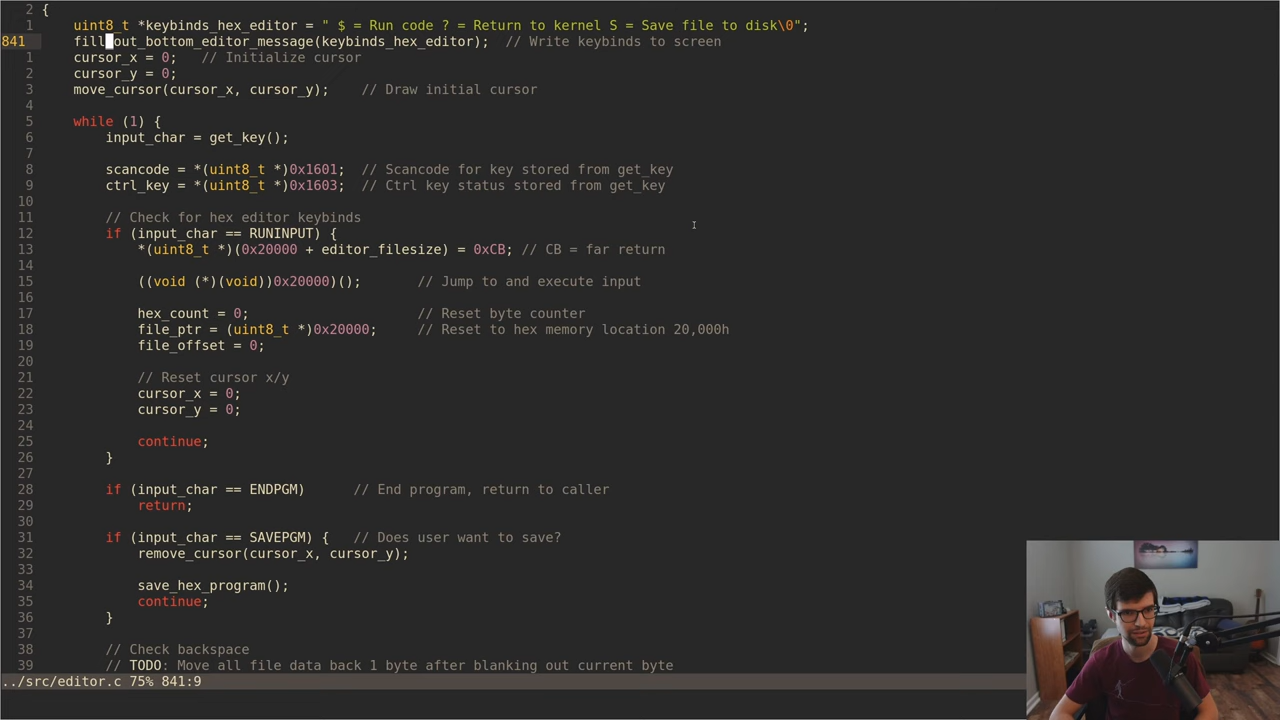 2 {
1 uint8_t *keybinds_hex_editor = " $ = Run code ? = Return to kernel S = Save file to disk\0";
841 fill_out_bottom_editor_message(keybinds_hex_editor);  // Write keybinds to screen
1 cursor_x = 0;   // Initialize cursor
2 cursor_y = 0;
3 move_cursor(cursor_x, cursor_y);    // Draw initial cursor
4
5 while (1) {
6 input_char = get_key();
7
8 scancode = *(uint8_t *)0x1601;  // Scancode for key stored from get_key
9 ctrl_key = *(uint8_t *)0x1603;  // Ctrl key status stored from get_key
10
11 // Check for hex editor keybinds
12 if (input_char == RUNINPUT) {
13 *(uint8_t *)(0x20000 + editor_filesize) = 0xCB; // CB = far return
14
15 ((void (*)(void))0x20000)();       // Jump to and execute input
16
17 hex_count = 0;                     // Reset byte counter
18 file_ptr = (uint8_t *)0x20000;     // Reset to hex memory location 20,000h
19 file_offset = 0;
20
21 // Reset cursor x/y
22 cursor_x = 0;
23 cursor_y = 0;
24
25 continue;
26 }
27
28 if (input_char == ENDPGM)      // End program, return to caller
29 return;
30
31 if (input_char == SAVEPGM) {   // Does user want to save?
32 remove_cursor(cursor_x, cursor_y);
33
34 save_hex_program();
35 continue;
36 }
37
38 // Check backspace
39 // TODO: Move all file data back 1 byte after blanking out current byte
../src/editor.c 75% 841:9